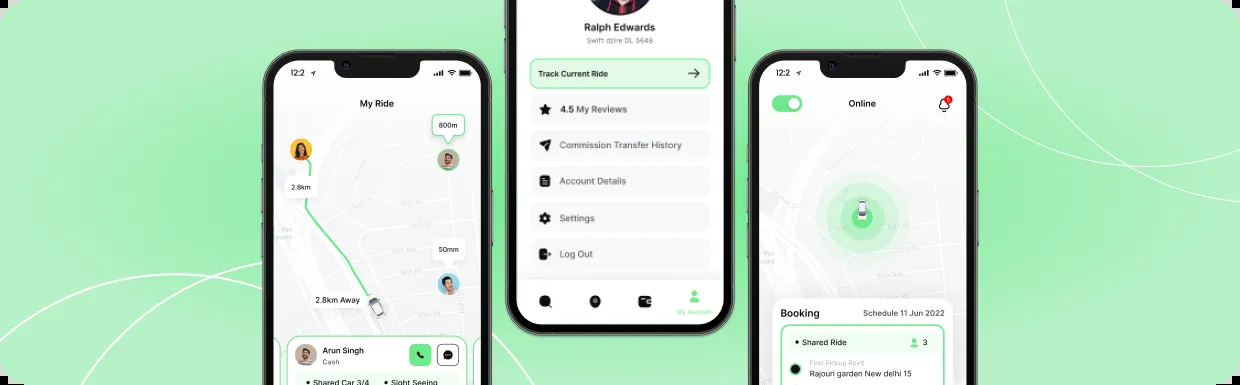 12:2
My Ride
800m
2.8km
50mm
2.8km Away
Arun Singh
Cash
• Shared Car 3/4
• Sight Seeing
Ralph Edwards
Swift dzire DL 5648
Track Current Ride
4.5 My Reviews
Commission Transfer History
Account Details
Settings
Log Out
My Account
12:2
Online
Booking
Schedule 11 Jun 2022
• Shared Ride
3
First Pickup Point
Rajouri garden New delhi 15